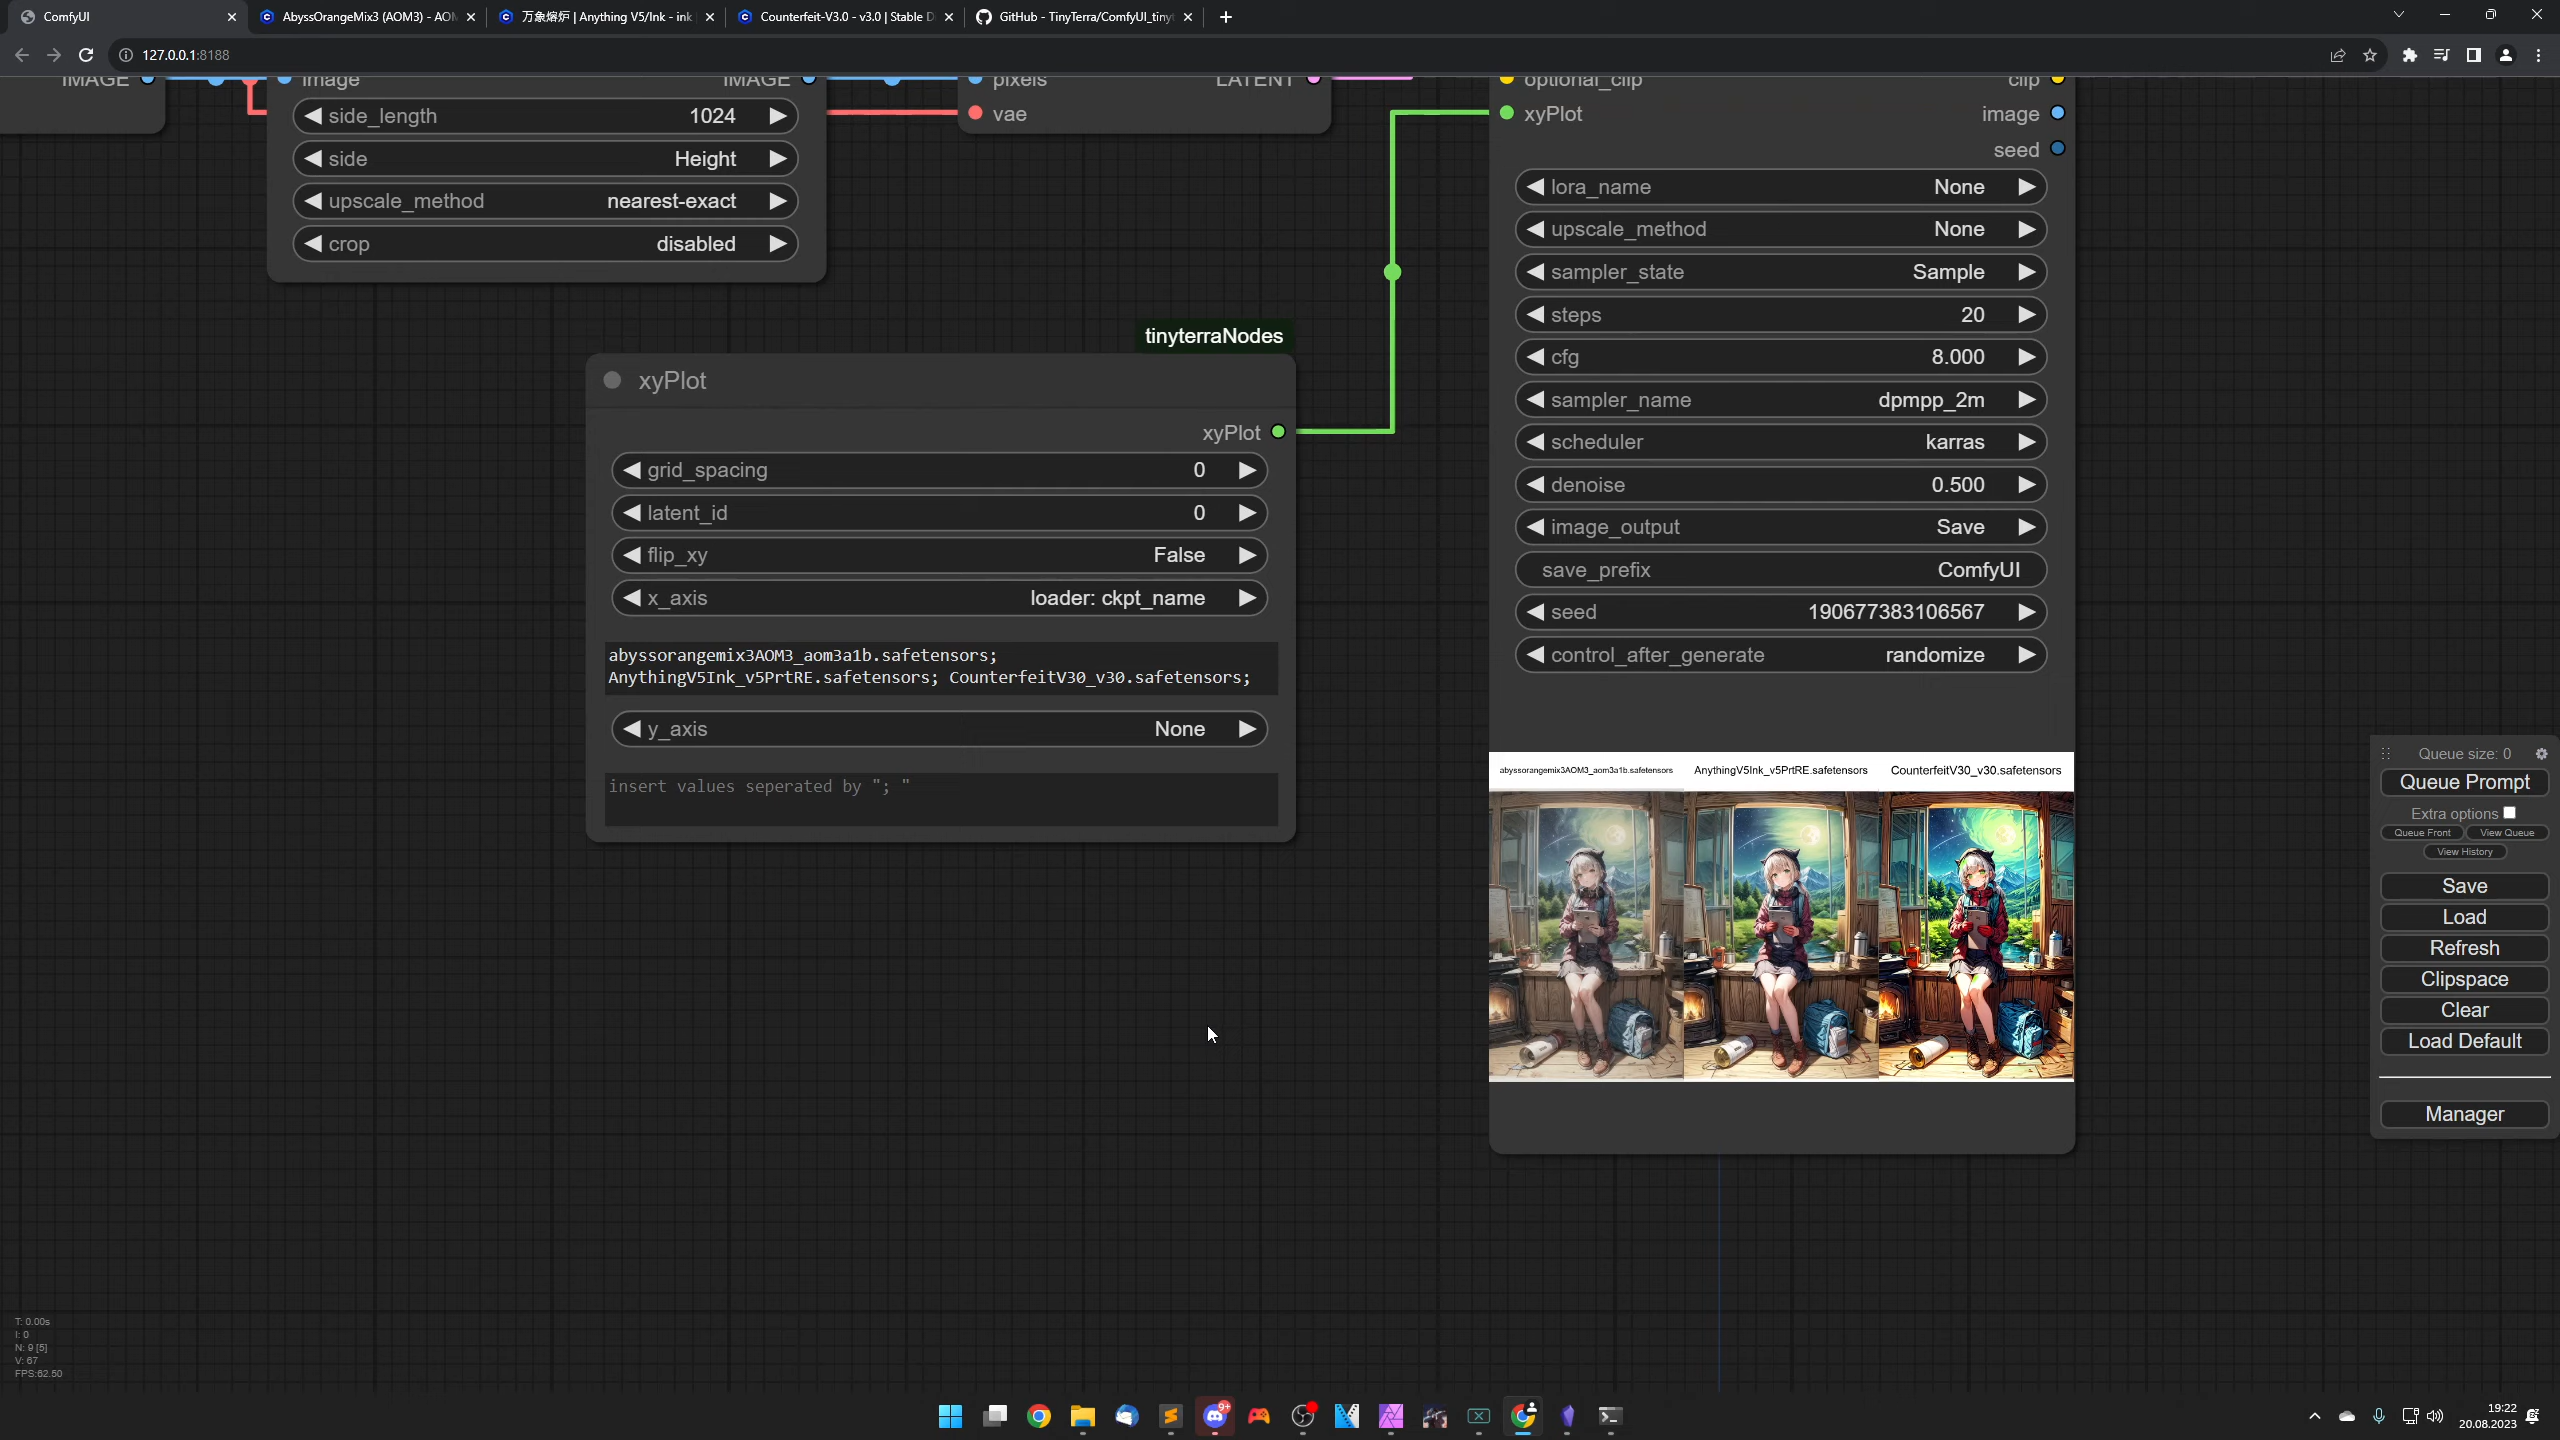 ComfyUI
AbyssOrangeMix3 (AOM3) - AOM
万象熔炉 | Anything V5/Ink - ink
Counterfeit-V3.0 - v3.0 | Stable D
GitHub - TinyTerra/ComfyUI_tinyt
127.0.0.1:8188
IMAGE
image
IMAGE
side_length 1024
side Height
upscale_method nearest-exact
crop disabled
pixels
LATENT
vae
optional_clip
clip
xyPlot
image
seed
lora_name None
upscale_method None
sampler_state Sample
steps 20
cfg 8.000
sampler_name dpmpp_2m
scheduler karras
denoise 0.500
image_output Save
save_prefix ComfyUI
seed 190677383106567
control_after_generate randomize
tinyterraNodes
xyPlot
xyPlot
grid_spacing 0
latent_id 0
flip_xy False
x_axis loader: ckpt_name
abyssorangemix3AOM3_aom3a1b.safetensors;
AnythingV5Ink_v5PrtRE.safetensors; CounterfeitV30_v30.safetensors;
y_axis None
insert values seperated by "; "
abyssorangemix3AOM3_aom3a1b.safetensors
AnythingV5Ink_v5PrtRE.safetensors
CounterfeitV30_v30.safetensors
Queue size: 0
Queue Prompt
Extra options
Queue Front
View Queue
View History
Save
Load
Refresh
Clipspace
Clear
Load Default
Manager
T: 0.00s
I: 0
N: 9 [5]
V: 67
FPS:62.50
9+
19:22
20.08.2023